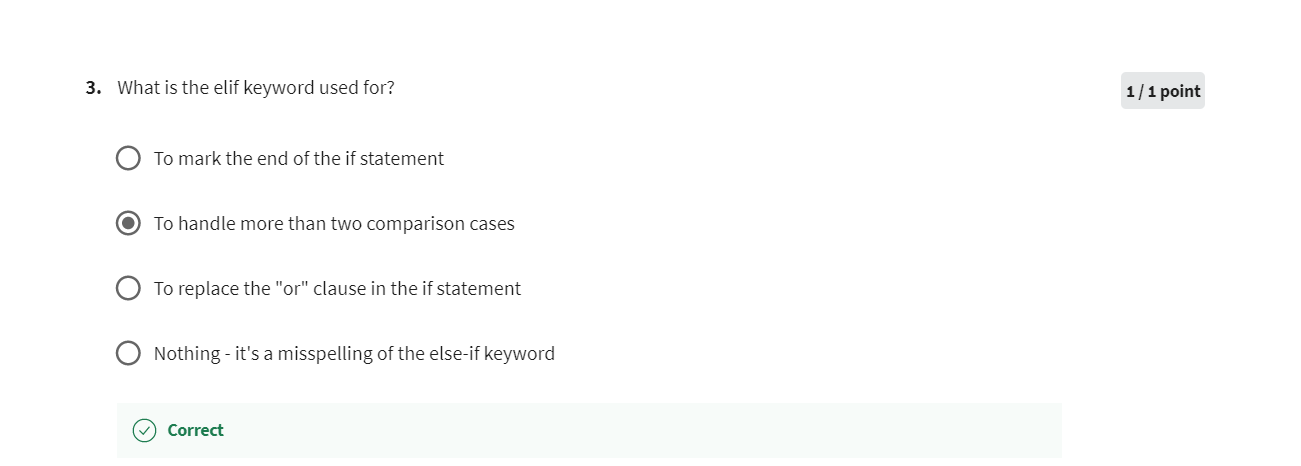 3. What is the elif keyword used for?
1 / 1 point
To mark the end of the if statement
To handle more than two comparison cases
To replace the "or" clause in the if statement
Nothing - it's a misspelling of the else-if keyword
Correct